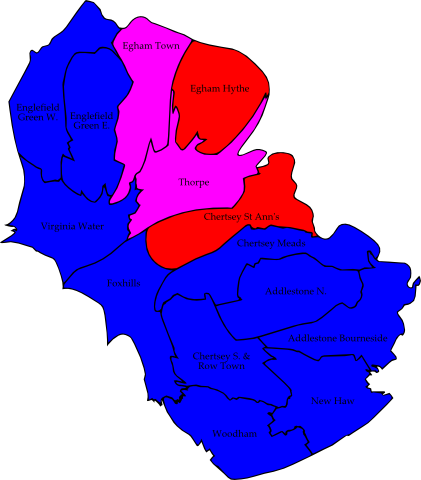 Egham Town
Egham Hythe
Englefield
Green W.
Englefield
Green E.
Thorpe
Chertsey St Ann's
Virginia Water
Chertsey Meads
Foxhills
Addlestone N.
Addlestone Bourneside
Chertsey S. &
Row Town
New Haw
Woodham